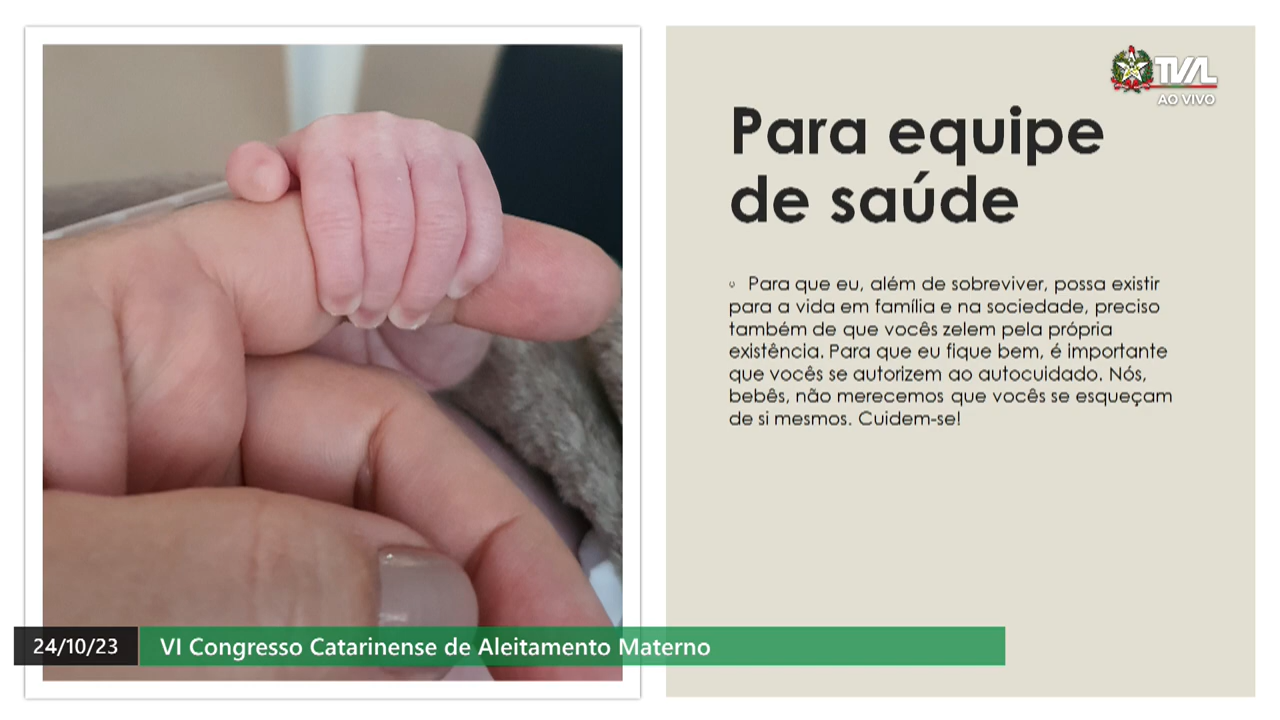 TVAL
AO VIVO
Para equipe
de saúde
Para que eu, além de sobreviver, possa existir
para a vida em família e na sociedade, preciso
também de que vocês zelem pela própria
existência. Para que eu fique bem, é importante
que vocês se autorizem ao autocuidado. Nós,
bebês, não merecemos que vocês se esqueçam
de si mesmos. Cuidem-se!
24/10/23 VI Congresso Catarinense de Aleitamento Materno